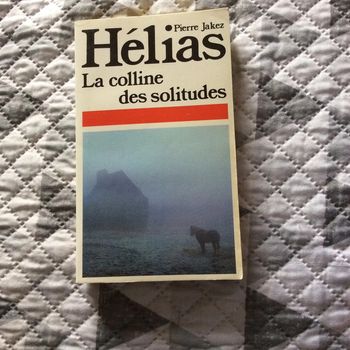 Pierre Jakez
Hélias
La colline
des solitudes